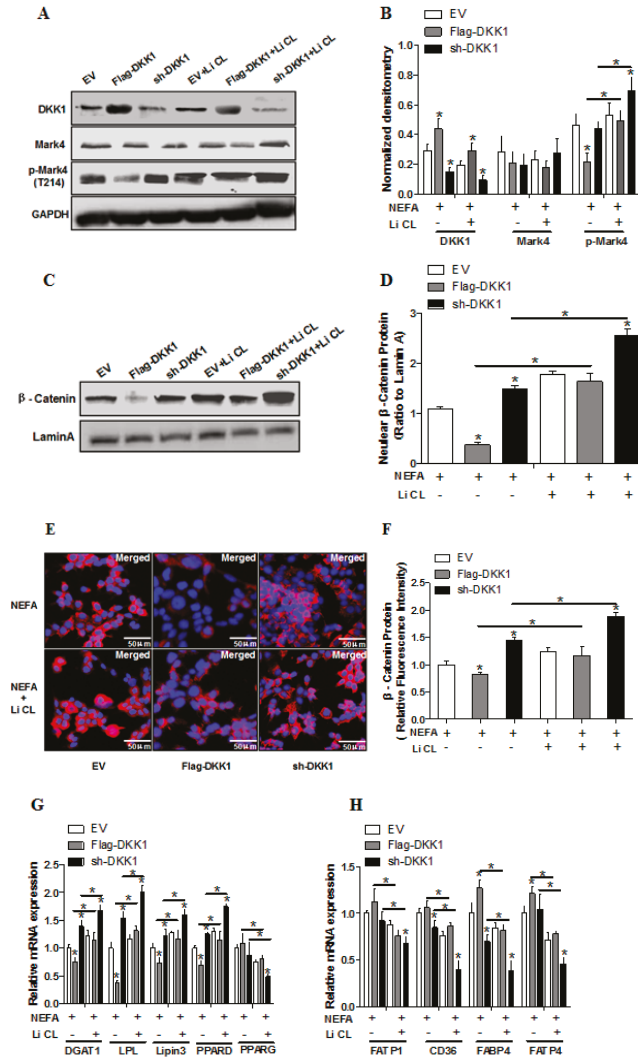 A
EV
Flag-DKK1
sh-DKK1
EV+Li CL
Flag-DKK1+Li CL
sh-DKK1+Li CL
DKK1
Mark4
p-Mark4
(T214)
GAPDH
B
EV
Flag-DKK1
sh-DKK1
Normalized densitometry
1.0
0.8
0.6
0.4
0.2
0.0
* * * * * * *
NEFA + + + + + +
Li CL - + - + - +
DKK1 Mark4 p-Mark4
C
EV
Flag-DKK1
sh-DKK1
EV+Li CL
Flag-DKK1+Li CL
sh-DKK1+Li CL
β - Catenin
LaminA
D
EV
Flag-DKK1
sh-DKK1
Neulear β-Catenin Protein
(Ratio to Lamin A)
3
2
1
0
* * * * *
NEFA + + + + + +
Li CL - - - + + +
E
NEFA
Merged Merged Merged
50μm 50μm 50μm
NEFA
+
Li CL
Merged Merged Merged
50μm 50μm 50μm
EV Flag-DKK1 sh-DKK1
F
EV
Flag-DKK1
sh-DKK1
β - Catenin Protein
( Relative Fluorescence Intensity)
2.5
2.0
1.5
1.0
0.5
0.0
* * * * *
NEFA + + + + + +
Li CL - - - + + +
G
EV
Flag-DKK1
sh-DKK1
Relative mRNA expression
2.5
2.0
1.5
1.0
0.5
0.0
NEFA + + + + + + + + + +
Li CL - + - + - + - + - +
DGAT1 LPL Lipin3 PPARD PPARG
H
EV
Flag-DKK1
sh-DKK1
Relative mRNA expression
1.5
1.0
0.5
0.0
NEFA + + + + + + + +
Li CL - + - + - + - +
FATP1 CD36 FABP4 FATP4